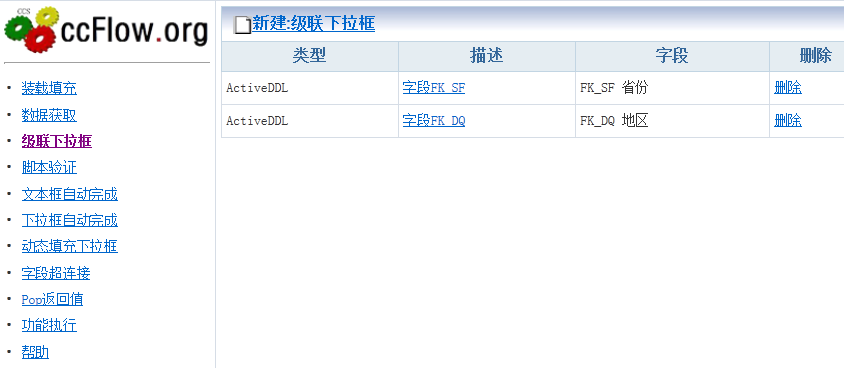 CCS
ccFlow.org
装载填充
数据获取
级联下拉框
脚本验证
文本框自动完成
下拉框自动完成
动态填充下拉框
字段超连接
Pop返回值
功能执行
帮助
新建:级联下拉框
类型 描述 字段 删除
ActiveDDL 字段FK_SF FK_SF 省份 删除
ActiveDDL 字段FK_DQ FK_DQ 地区 删除